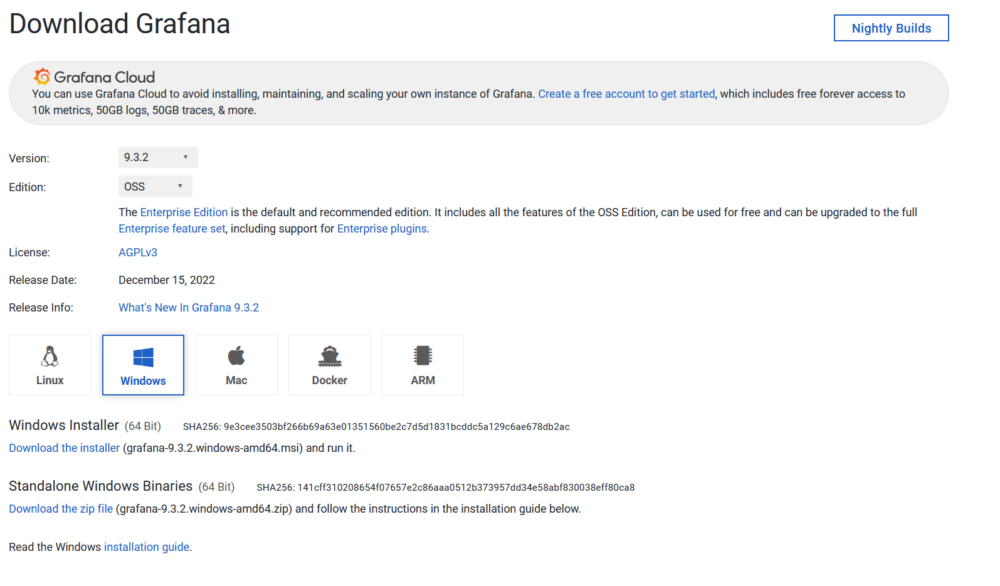 Download Grafana
Nightly Builds
Grafana Cloud
You can use Grafana Cloud to avoid installing, maintaining, and scaling your own instance of Grafana. Create a free account to get started, which includes free forever access to
10k metrics, 50GB logs, 50GB traces, & more.
Version: 9.3.2
Edition: OSS
The Enterprise Edition is the default and recommended edition. It includes all the features of the OSS Edition, can be used for free and can be upgraded to the full
Enterprise feature set, including support for Enterprise plugins.
License: AGPLv3
Release Date: December 15, 2022
Release Info: What's New In Grafana 9.3.2
Linux Windows Mac Docker ARM
Windows Installer (64 Bit) SHA256: 9e3cee3503bf266b69a63e01351560be2c7d5d1831bcddc5a129c6ae678db2ac
Download the installer (grafana-9.3.2.windows-amd64.msi) and run it.
Standalone Windows Binaries (64 Bit) SHA256: 141cff310208654f07657e2c86aaa0512b373957dd34e58abf830038eff80ca8
Download the zip file (grafana-9.3.2.windows-amd64.zip) and follow the instructions in the installation guide below.
Read the Windows installation guide.